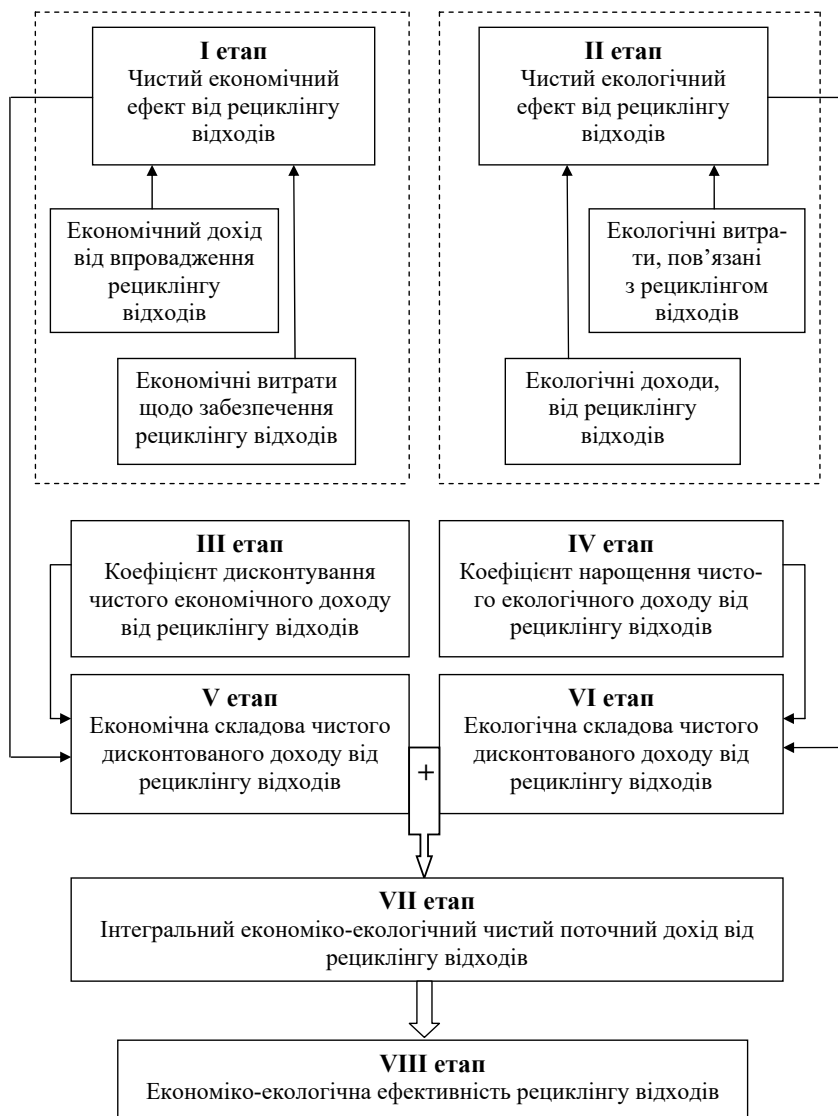 I етап
Чистий економічний
ефект від рециклінгу
відходів
II етап
Чистий екологічний
ефект від рециклінгу
відходів
Економічний дохід
від впровадження
рециклінгу
відходів
Екологічні витра-
ти, пов’язані
з рециклінгом
відходів
Економічні витрати
щодо забезпечення
рециклінгу відходів
Екологічні доходи,
від рециклінгу
відходів
III етап
Коефіцієнт дисконтування
чистого економічного доходу
від рециклінгу відходів
IV етап
Коефіцієнт нарощення чисто-
го екологічного доходу від
рециклінгу відходів
V етап
Економічна складова чистого
дисконтованого доходу від
рециклінгу відходів
VI етап
Екологічна складова чистого
дисконтованого доходу від
рециклінгу відходів
+
VII етап
Інтегральний економіко-екологічний чистий поточний дохід від
рециклінгу відходів
VIII етап
Економіко-екологічна ефективність рециклінгу відходів